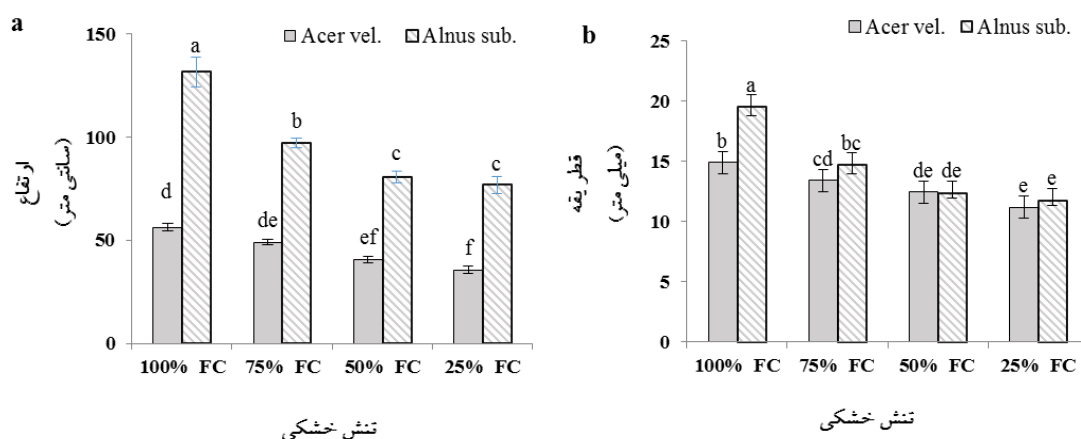 a
Acer vel. Alnus sub.
ارتفاع
(سانتی متر)
150
100
50
0
a
b
c
c
d
de
ef
f
100% FC 75% FC 50% FC 25% FC
تنش خشکی
b
Acer vel. Alnus sub.
قطر یقه
(میلی متر)
25
20
15
10
5
0
b
a
cd
bc
de
de
e
e
100% FC 75% FC 50% FC 25% FC
تنش خشکی